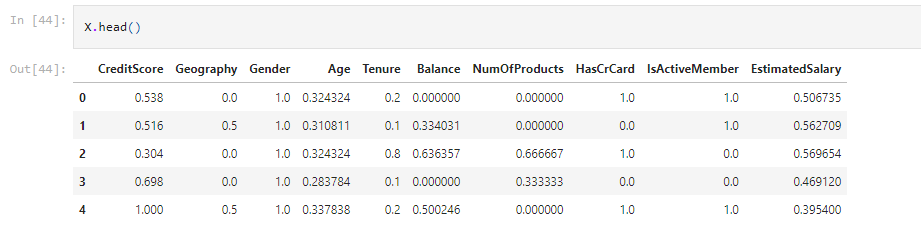 In [44]: X.head()
Out[44]: CreditScore Geography Gender Age Tenure Balance NumOfProducts HasCrCard IsActiveMember EstimatedSalary
0 0.538 0.0 1.0 0.324324 0.2 0.000000 0.000000 1.0 1.0 0.506735
1 0.516 0.5 1.0 0.310811 0.1 0.334031 0.000000 0.0 1.0 0.562709
2 0.304 0.0 1.0 0.324324 0.8 0.636357 0.666667 1.0 0.0 0.569654
3 0.698 0.0 1.0 0.283784 0.1 0.000000 0.333333 0.0 0.0 0.469120
4 1.000 0.5 1.0 0.337838 0.2 0.500246 0.000000 1.0 1.0 0.395400